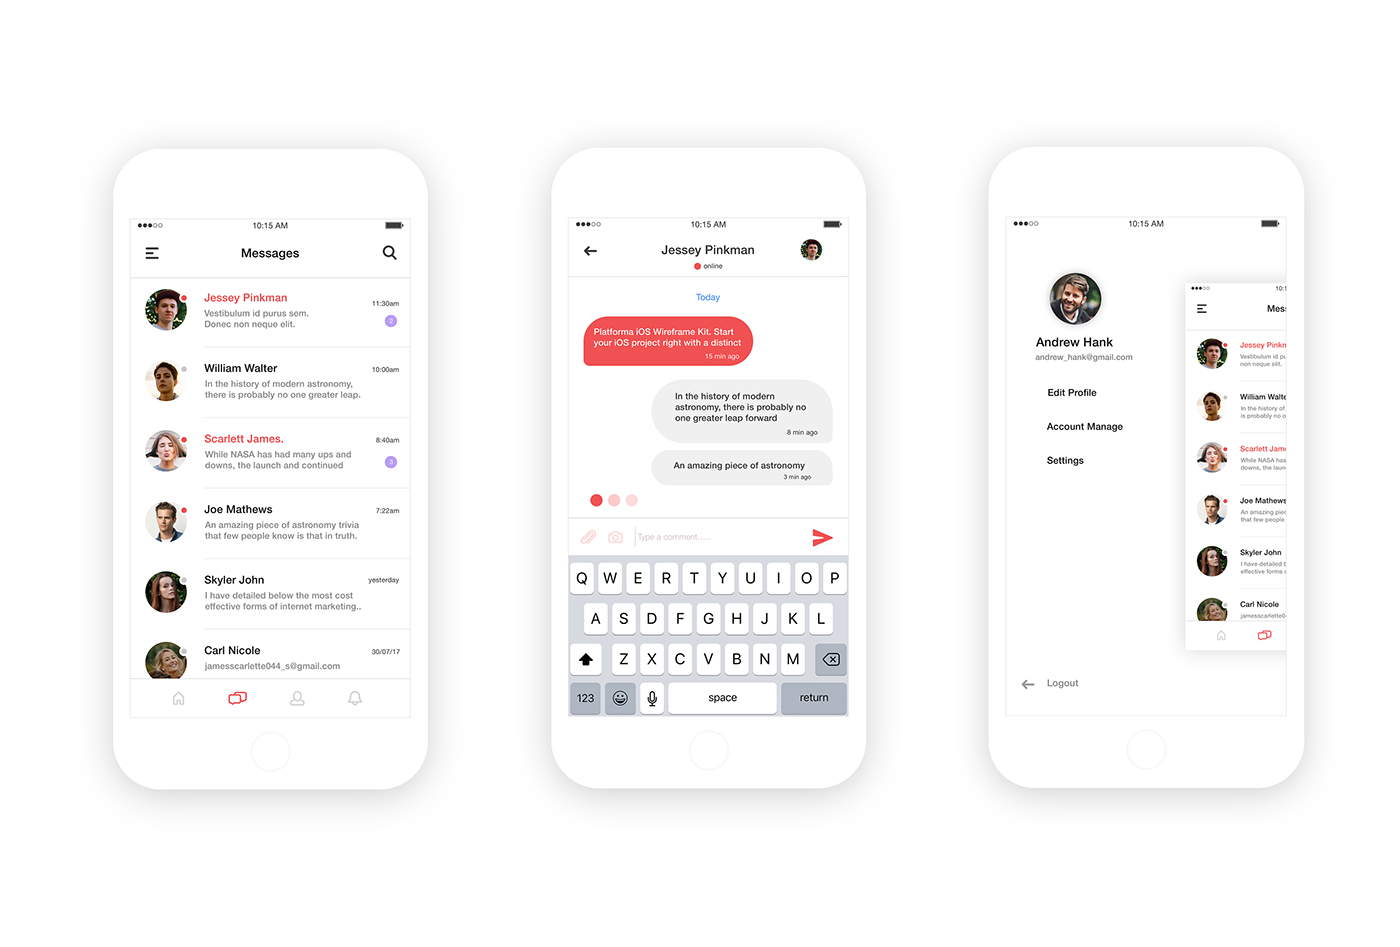 10:15 AM
Messages
Jessey Pinkman
11:30am
Vestibulum id purus sem.
Donec non neque elit.
2
William Walter
10:00am
In the history of modern astronomy,
there is probably no one greater leap.
Scarlett James.
8:40am
While NASA has had many ups and
downs, the launch and continued
3
Joe Mathews
7:22am
An amazing piece of astronomy trivia
that few people know is that in truth.
Skyler John
yesterday
I have detailed below the most cost
effective forms of internet marketing..
Carl Nicole
30/07/17
jamesscarlette044_s@gmail.com
10:15 AM
Jessey Pinkman
online
Today
Platforma iOS Wireframe Kit. Start
your iOS project right with a distinct
15 min ago
In the history of modern
astronomy, there is probably no
one greater leap forward
8 min ago
An amazing piece of astronomy
3 min ago
Type a comment.....
Q W E R T Y U I O P
A S D F G H J K L
Z X C V B N M
123 space return
10:15 AM
Andrew Hank
andrew_hank@gmail.com
Edit Profile
Account Manage
Settings
Logout
10:1
Mess
Jessey Pinkn
Vestibulum id pu
non neque elit.
William Walte
In the history of
is probably no o
Scarlett Jame
While NASA has
downs, the laun
Joe Mathews
An amazing piec
that few people
Skyler John
I have detailed b
effective forms o
Carl Nicole
jamesscarlette04